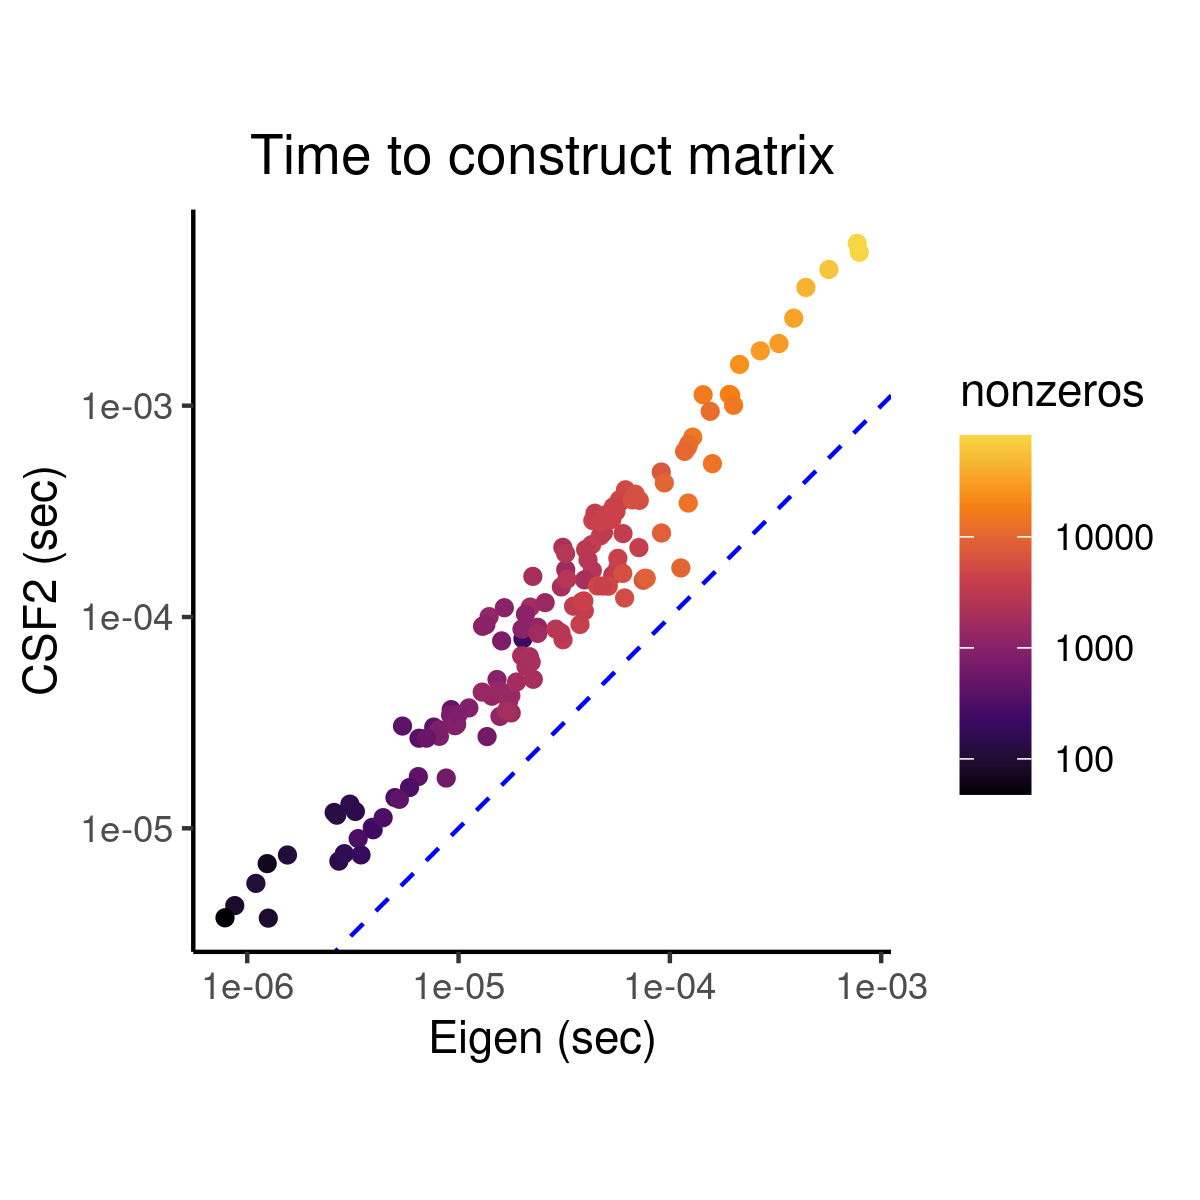 Time to construct matrix
CSF2 (sec)
1e-03
1e-04
1e-05
1e-06
1e-05
1e-04
1e-03
Eigen (sec)
nonzeros
10000
1000
100